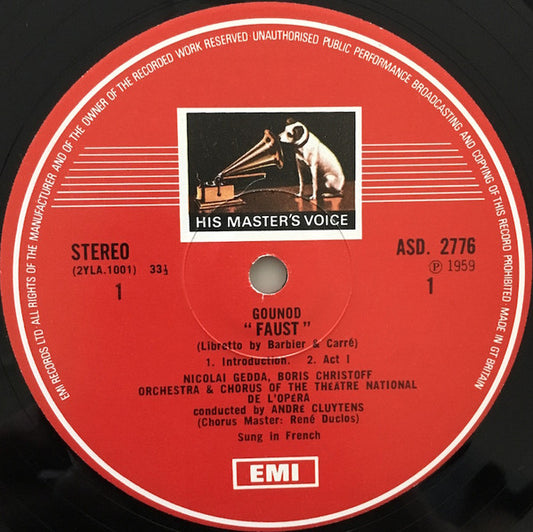 EMI RECORDS LTD· ALL RIGHTS OF THE MANUFACTURER AND OF THE OWNER OF THE RECORDED WORK RESERVED· UNAUTHORISED PUBLIC PERFORMANCE BROADCASTING AND COPYING OF THIS RECORD PROHIBITED MADE IN GT BRITAIN
HIS MASTER'S VOICE
STEREO
(2YLA.1001) 33⅓
1
ASD. 2776
℗ 1959
1
GOUNOD
"FAUST"
(Libretto by Barbier & Carré)
1. Introduction. 2. Act I
NICOLAI GEDDA, BORIS CHRISTOFF
ORCHESTRA & CHORUS OF THE THÉATRE NATIONAL
DE L'OPÉRA
conducted by ANDRÉ CLUYTENS
(Chorus Master: René Duclos)
Sung in French
EMI